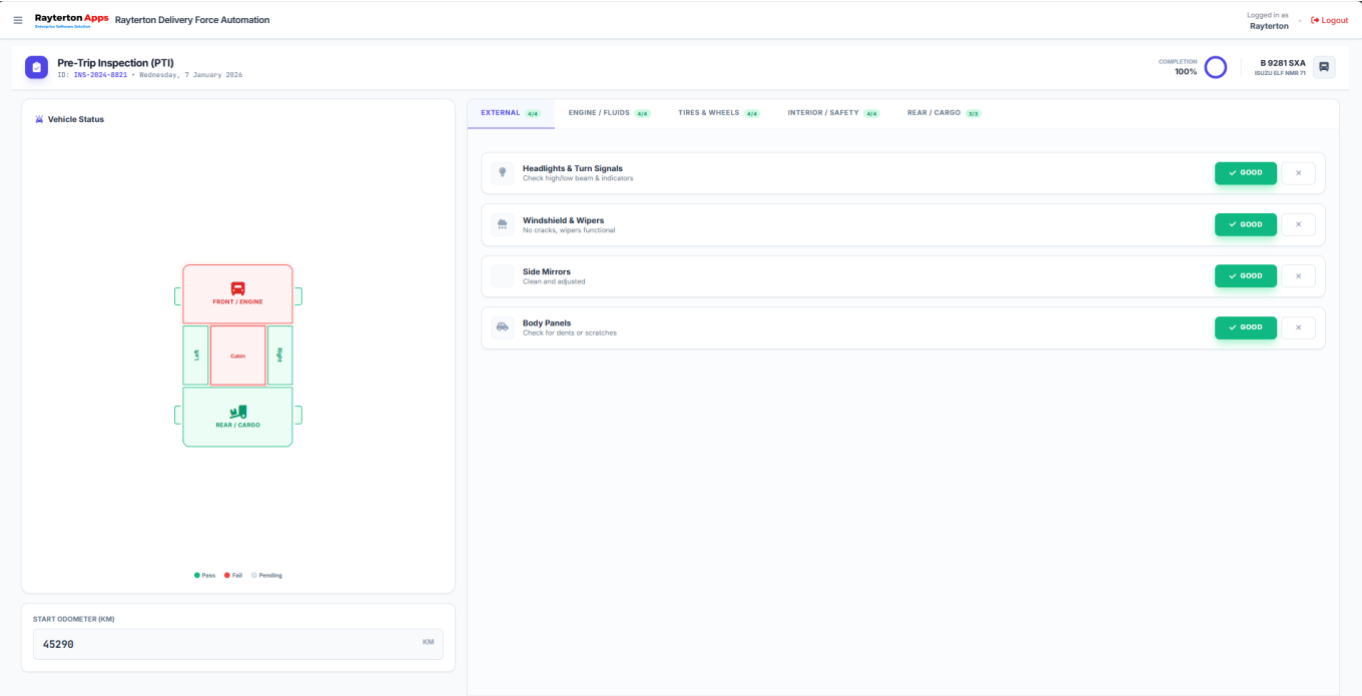 Rayterton Apps
Enterprise Software Solution
Rayterton Delivery Force Automation
Logged in as
Rayterton
Logout
Pre-Trip Inspection (PTI)
ID: INS-2024-8821 • Wednesday, 7 January 2026
COMPLETION
100%
B 9281 SXA
ISUZU ELF NMR 71
Vehicle Status
FRONT / ENGINE
Left
Cabin
Right
REAR / CARGO
Pass
Fail
Pending
START ODOMETER (KM)
45290
KM
EXTERNAL 4/4
ENGINE / FLUIDS 4/4
TIRES & WHEELS 4/4
INTERIOR / SAFETY 4/4
REAR / CARGO 3/3
Headlights & Turn Signals
Check high/low beam & indicators
GOOD
Windshield & Wipers
No cracks, wipers functional
GOOD
Side Mirrors
Clean and adjusted
GOOD
Body Panels
Check for dents or scratches
GOOD